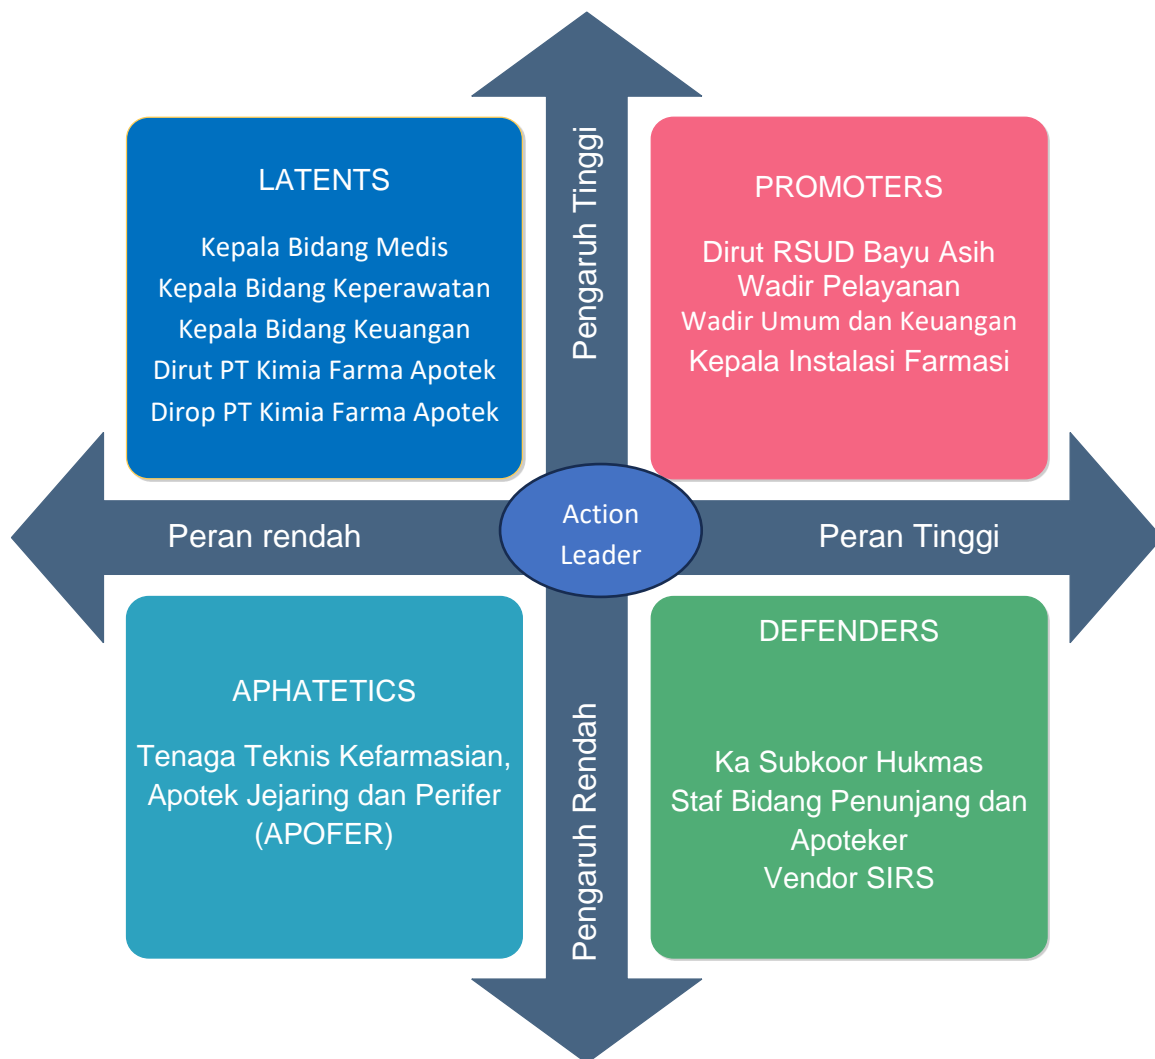 Pengaruh Tinggi
LATENTS
Kepala Bidang Medis
Kepala Bidang Keperawatan
Kepala Bidang Keuangan
Dirut PT Kimia Farma Apotek
Dirop PT Kimia Farma Apotek
PROMOTERS
Dirut RSUD Bayu Asih
Wadir Pelayanan
Wadir Umum dan Keuangan
Kepala Instalasi Farmasi
Peran rendah
Action
Leader
Peran Tinggi
APHATETICS
Tenaga Teknis Kefarmasian,
Apotek Jejaring dan Perifer
(APOFER)
Pengaruh Rendah
DEFENDERS
Ka Subkoor Hukmas
Staf Bidang Penunjang dan
Apoteker
Vendor SIRS